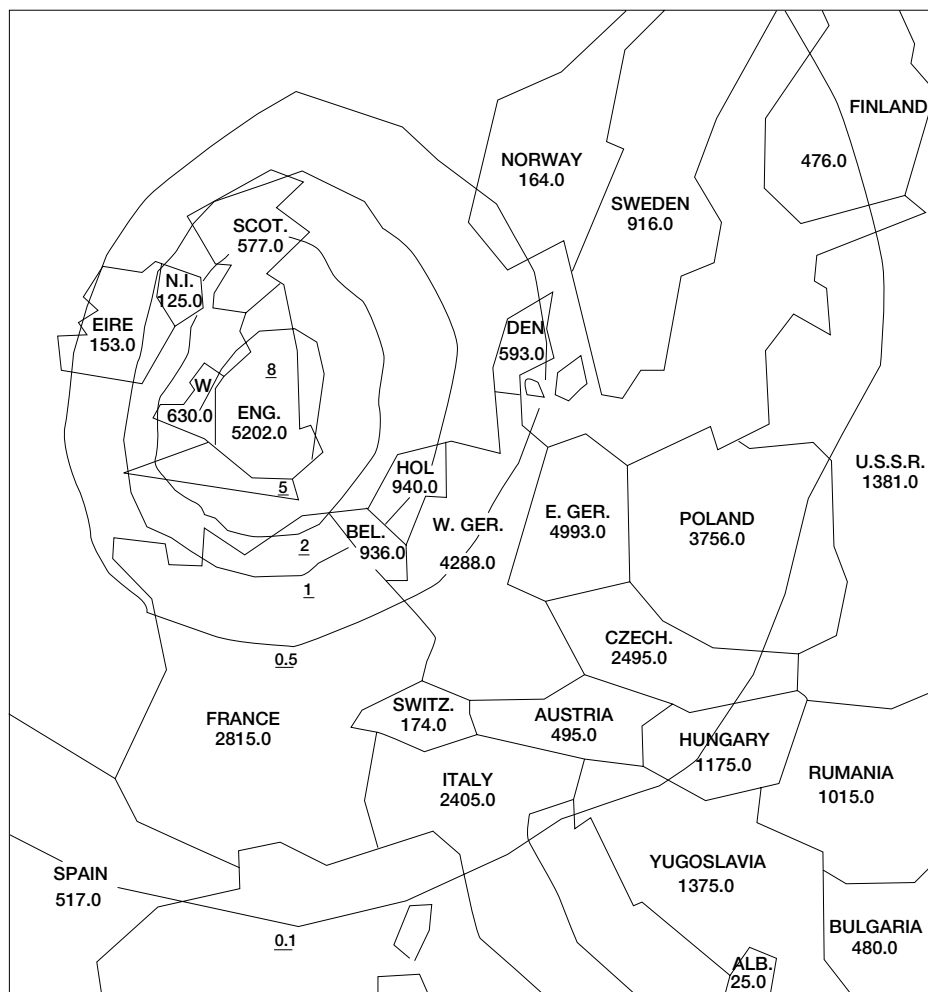 FINLAND
476.0
NORWAY
164.0
SWEDEN
916.0
SCOT.
577.0
N.I.
125.0
EIRE
153.0
DEN
593.0
8
W
630.0
ENG.
5202.0
HOL
940.0
5
U.S.S.R.
1381.0
E. GER.
4993.0
POLAND
3756.0
W. GER.
4288.0
BEL.
936.0
2
1
CZECH.
2495.0
0.5
SWITZ.
174.0
FRANCE
2815.0
AUSTRIA
495.0
HUNGARY
1175.0
ITALY
2405.0
RUMANIA
1015.0
SPAIN
517.0
YUGOSLAVIA
1375.0
BULGARIA
480.0
0.1
ALB.
25.0